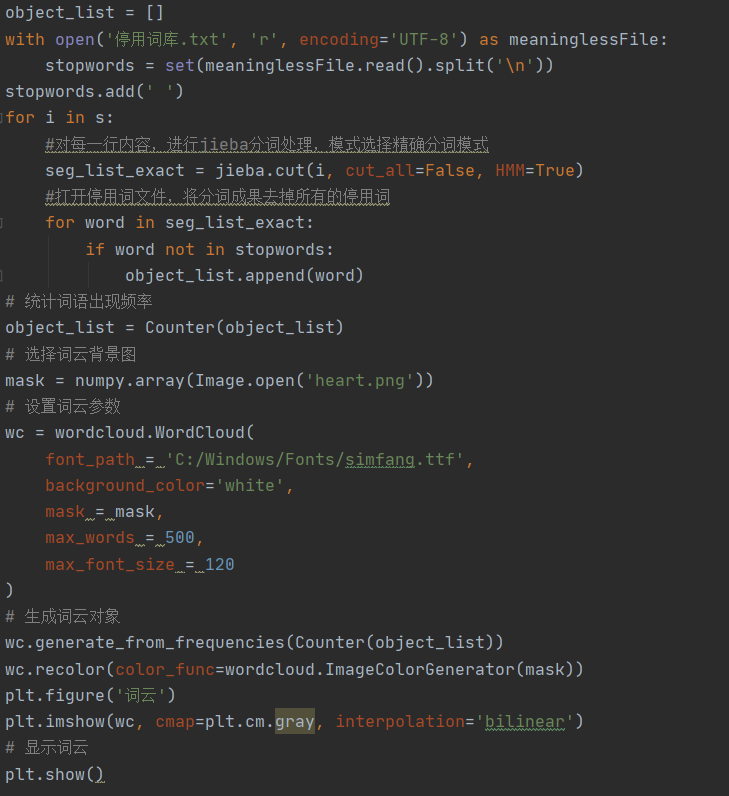 object_list = []
with open('停用词库.txt', 'r', encoding='UTF-8') as meaninglessFile:
    stopwords = set(meaninglessFile.read().split('\n'))
stopwords.add(' ')
for i in s:
    #对每一行内容，进行jieba分词处理，模式选择精确分词模式
    seg_list_exact = jieba.cut(i, cut_all=False, HMM=True)
    #打开停用词文件，将分词成果去掉所有的停用词
    for word in seg_list_exact:
        if word not in stopwords:
            object_list.append(word)
# 统计词语出现频率
object_list = Counter(object_list)
# 选择词云背景图
mask = numpy.array(Image.open('heart.png'))
# 设置词云参数
wc = wordcloud.WordCloud(
    font_path = 'C:/Windows/Fonts/simfang.ttf',
    background_color='white',
    mask = mask,
    max_words = 500,
    max_font_size = 120
)
# 生成词云对象
wc.generate_from_frequencies(Counter(object_list))
wc.recolor(color_func=wordcloud.ImageColorGenerator(mask))
plt.figure('词云')
plt.imshow(wc, cmap=plt.cm.gray, interpolation='bilinear')
# 显示词云
plt.show()